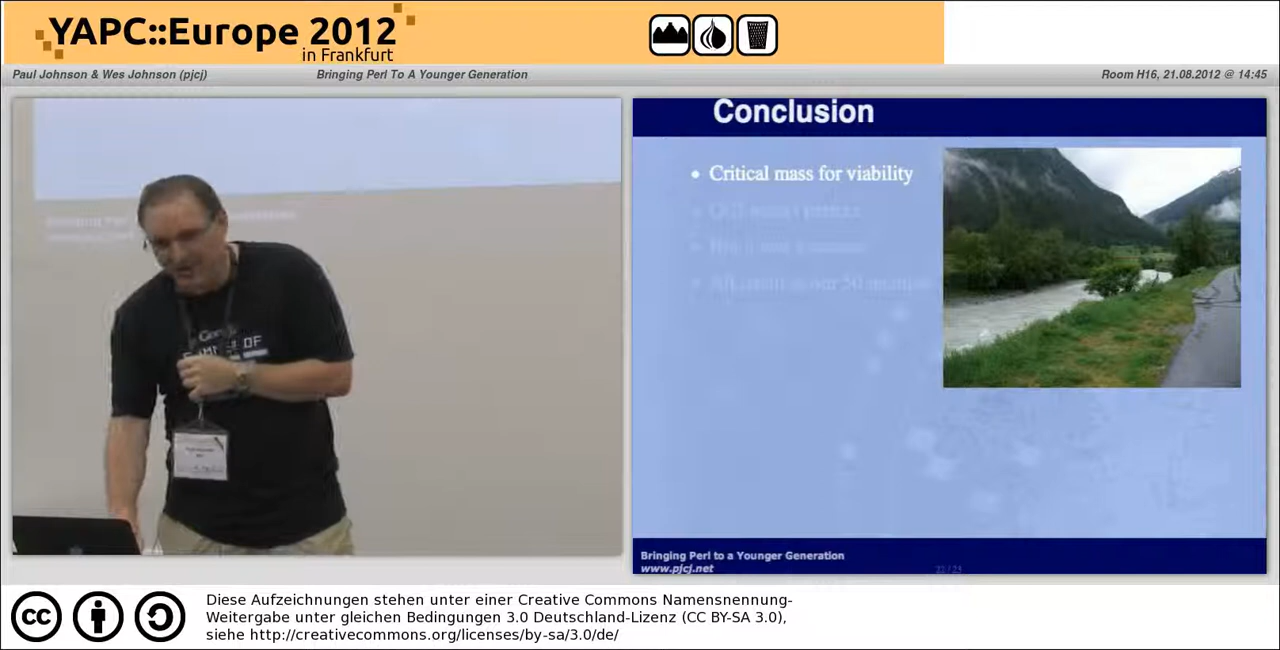 YAPC::Europe 2012
in Frankfurt
Paul Johnson & Wes Johnson (pjcj)
Bringing Perl To A Younger Generation
Room H16, 21.08.2012 @ 14:45
Conclusion
Critical mass for viability
Bringing Perl to a Younger Generation
www.pjcj.net
Diese Aufzeichnungen stehen unter einer Creative Commons Namensnennung-
Weitergabe unter gleichen Bedingungen 3.0 Deutschland-Lizenz (CC BY-SA 3.0),
siehe http://creativecommons.org/licenses/by-sa/3.0/de/